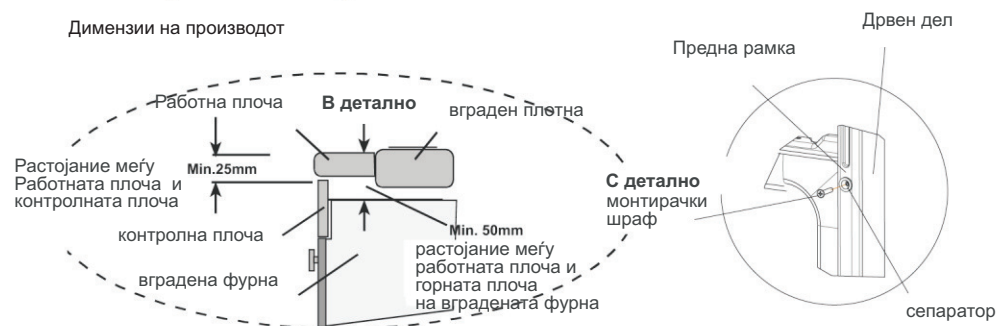 Димензии на производот
Работна плоча
В детално
вграден плотна
Растојание меѓу
Работната плоча и
контролната плоча
Min.25mm
контролна плоча
вградена фурна
Min. 50mm
растојание меѓу
работната плоча и
горната плоча
на вградената фурна
Дрвен дел
Предна рамка
С детално
монтирачки
шраф
сепаратор